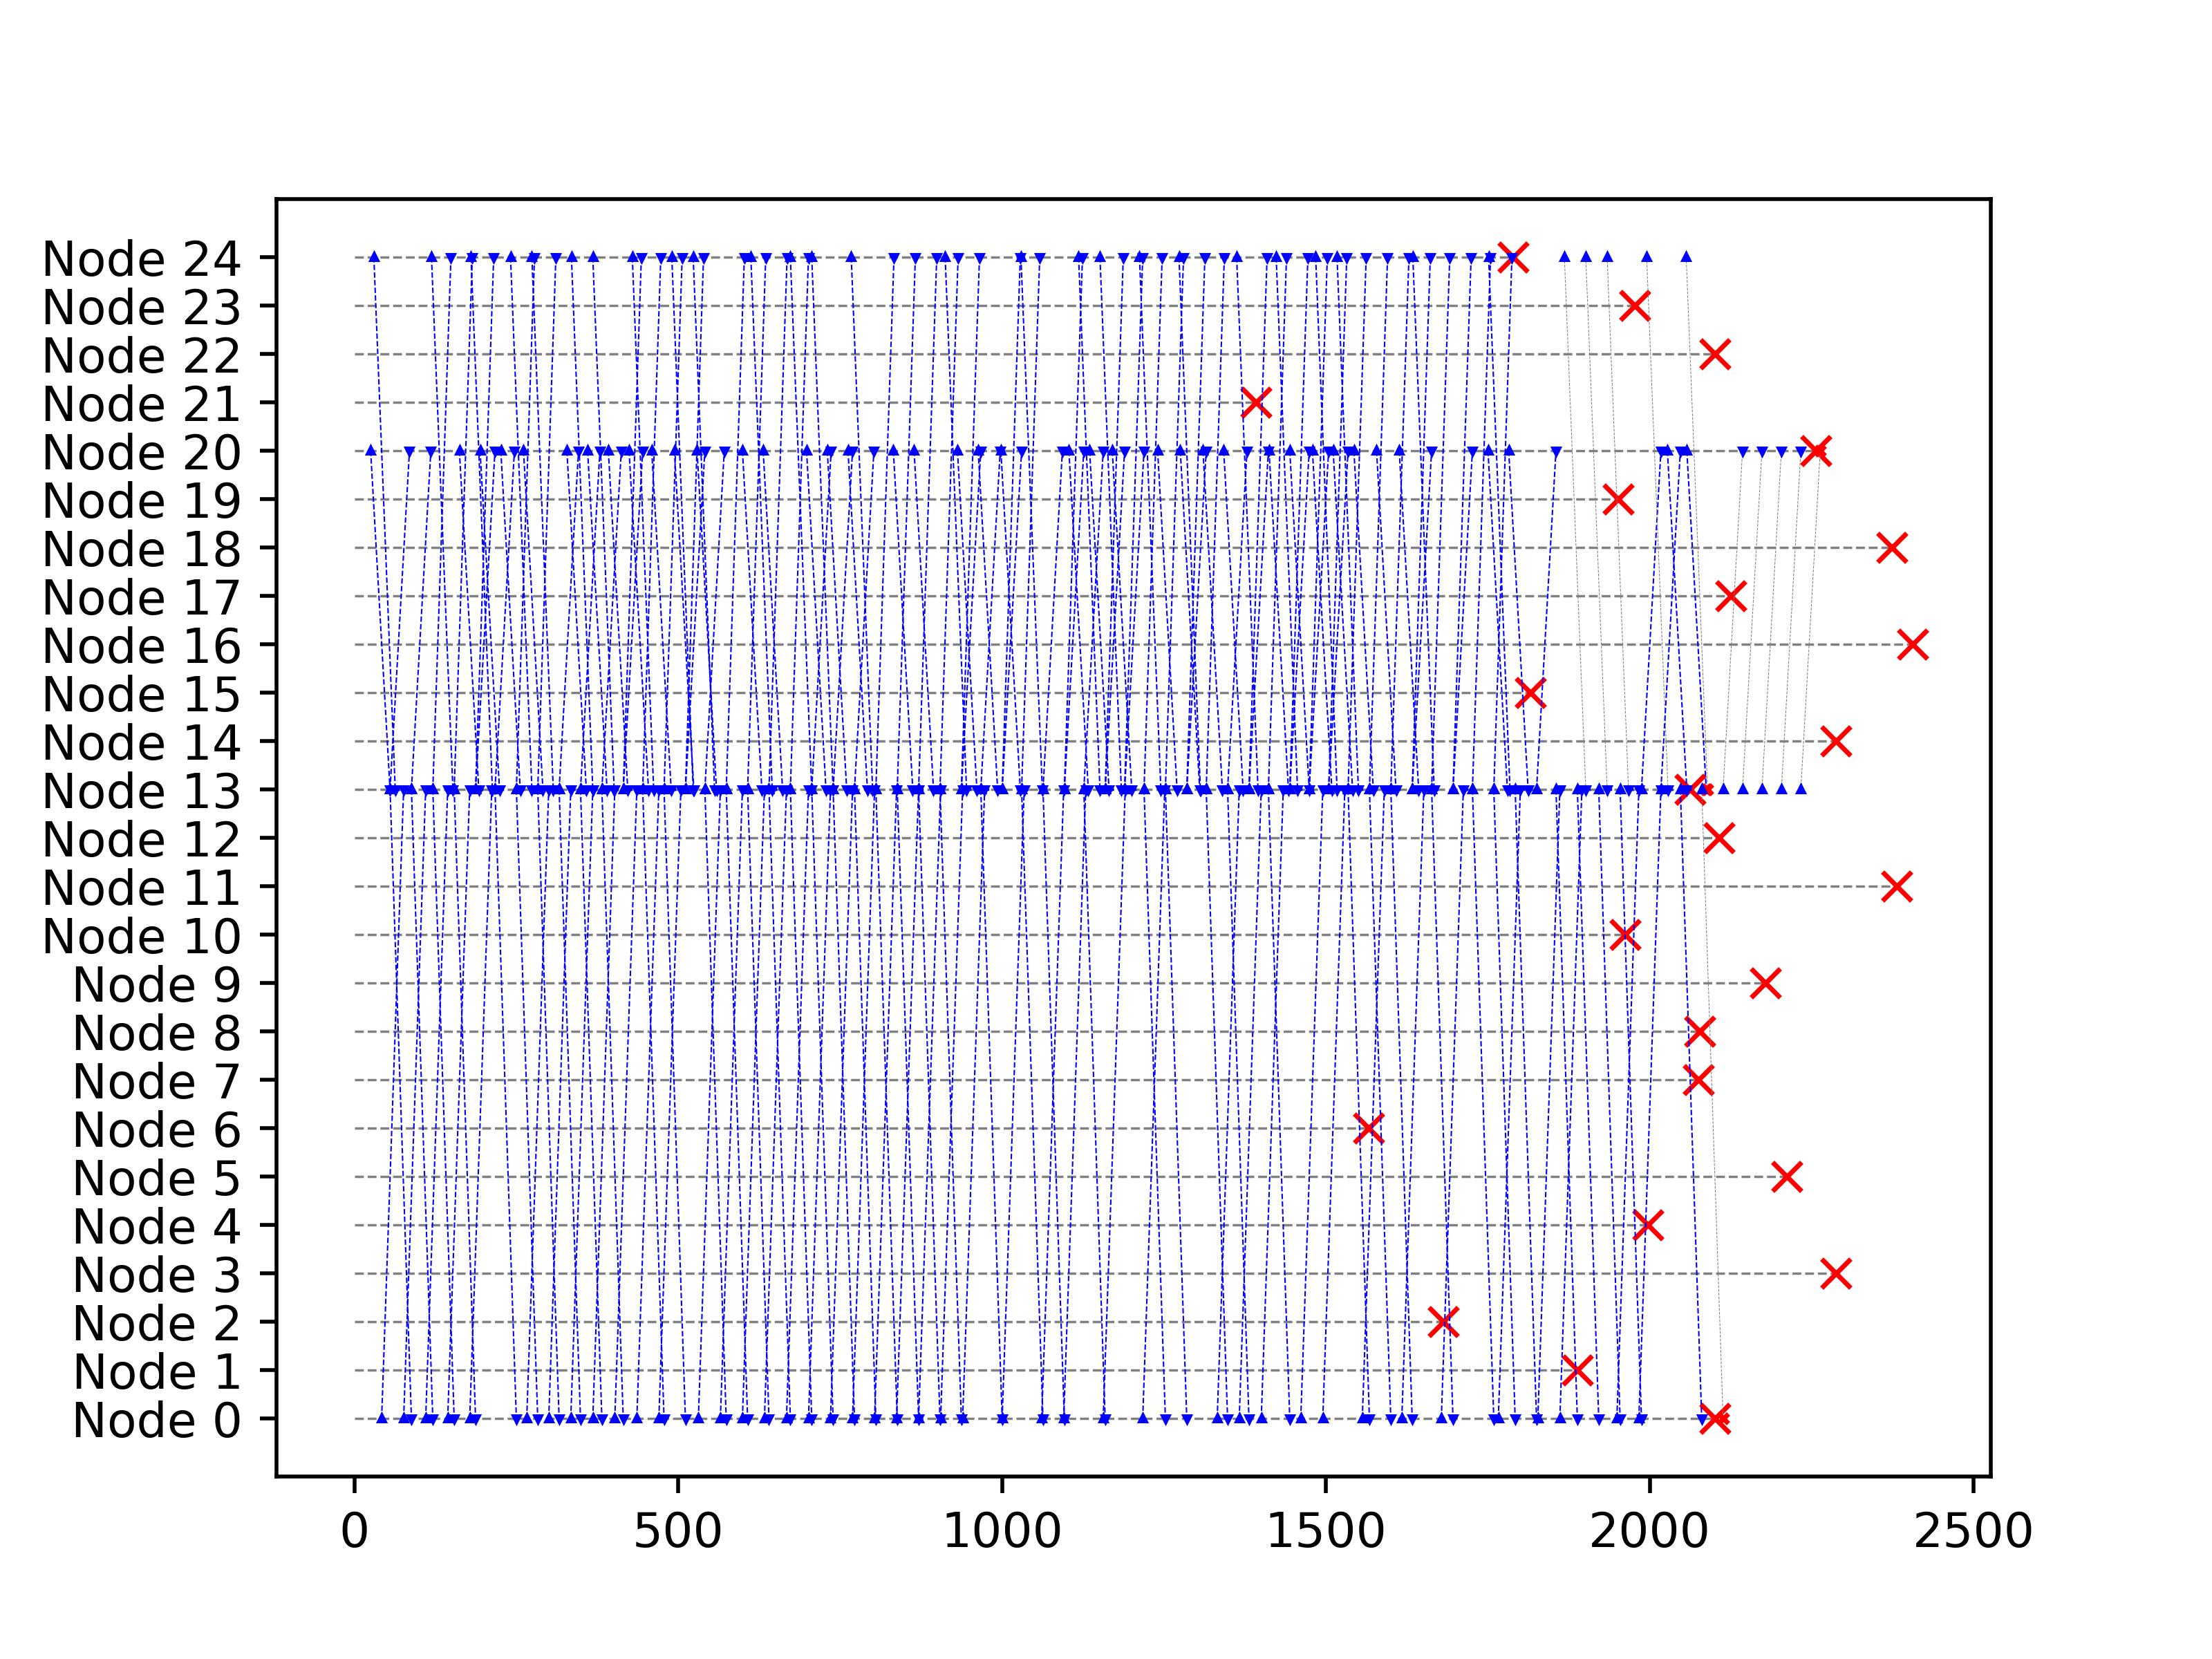 Node 24
Node 23
Node 22
Node 21
Node 20
Node 19
Node 18
Node 17
Node 16
Node 15
Node 14
Node 13
Node 12
Node 11
Node 10
Node 9
Node 8
Node 7
Node 6
Node 5
Node 4
Node 3
Node 2
Node 1
Node 0
0 500 1000 1500 2000 2500